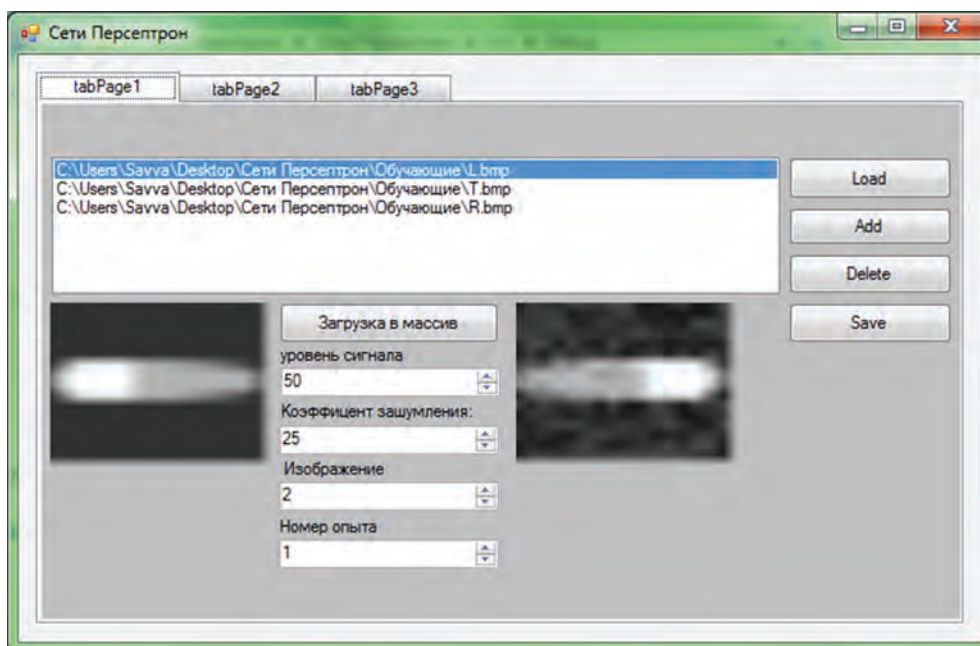 Сети Персептрон
tabPage1
tabPage2
tabPage3
C:\Users\Savva\Desktop\Сети Персептрон\Обучающие\L.bmp
C:\Users\Savva\Desktop\Сети Персептрон\Обучающие\T.bmp
C:\Users\Savva\Desktop\Сети Персептрон\Обучающие\R.bmp
Load
Add
Delete
Save
Загрузка в массив
уровень сигнала
50
Коэффицент зашумления:
25
Изображение
2
Номер опыта
1